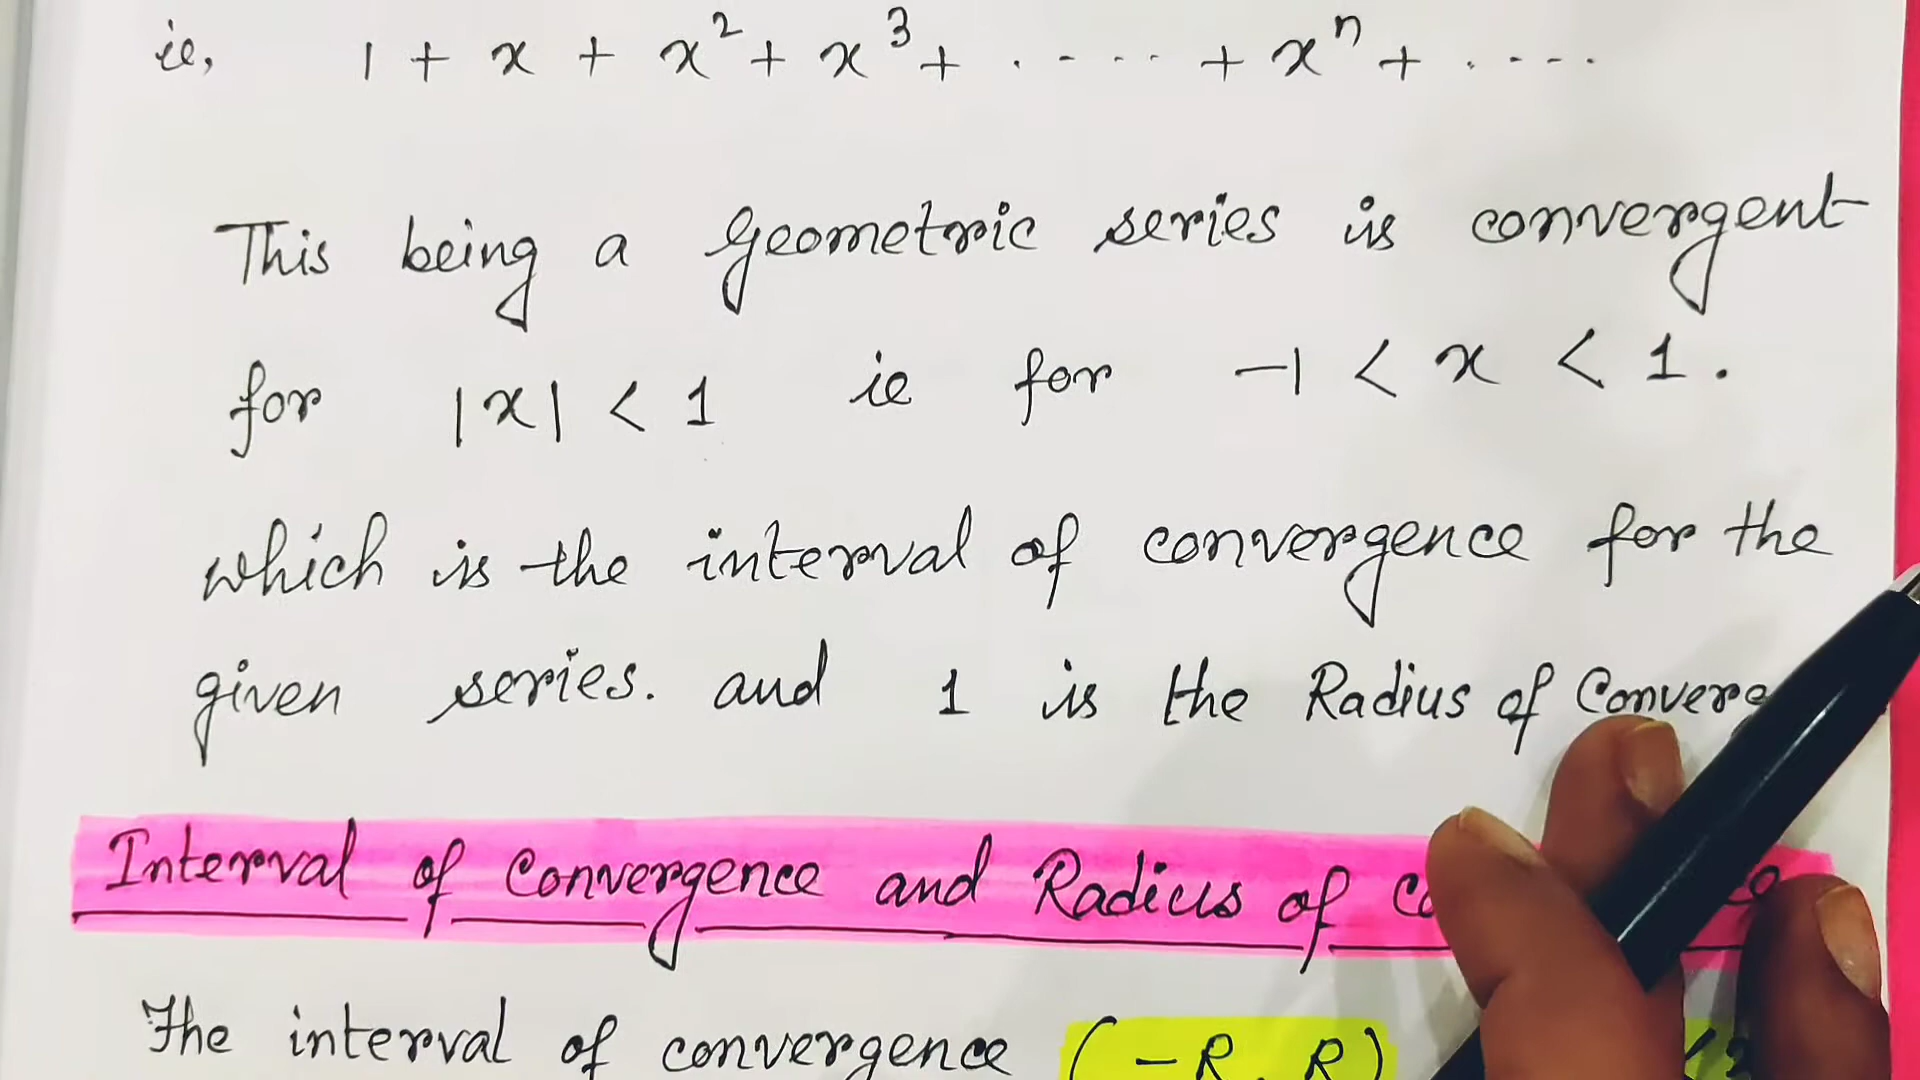 ie, 1 + x + x² + x³ + . - - - .. + xⁿ + . . - - .
This being a geometric series is convergent
for |x| < 1 ie for -1 < x < 1.
which is the interval of convergence for the
given series. and 1 is the Radius of
Interval of Convergence and Radius of
The interval of convergence (-R, R)